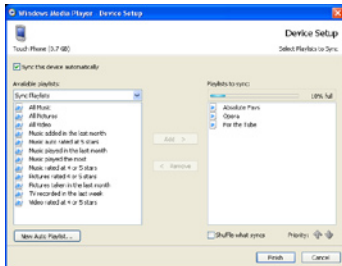 Windows Media Player - Device Setup
Device Setup
Touch Phone (3.7 GB)
Select Playlists to Sync
Sync this device automatically
Available playlists:
Playlists to sync:
Sync Playlists
10% full
All Music
All Pictures
All Video
Music added in the last month
Music auto rated at 5 stars
Music played in the last month
Music played the most
Music rated at 4 or 5 stars
Pictures rated at 4 or 5 stars
Pictures taken in the last month
TV recorded in the last week
Video rated at 4 or 5 stars
Absolute Favs
Opera
For the Tube
Add >
< Remove
New Auto Playlist...
Shuffle what syncs
Priority:
Finish
Cancel